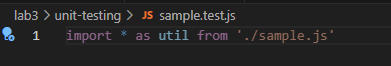 lab3 > unit-testing > JS sample.test.js
1 import * as util from './sample.js'